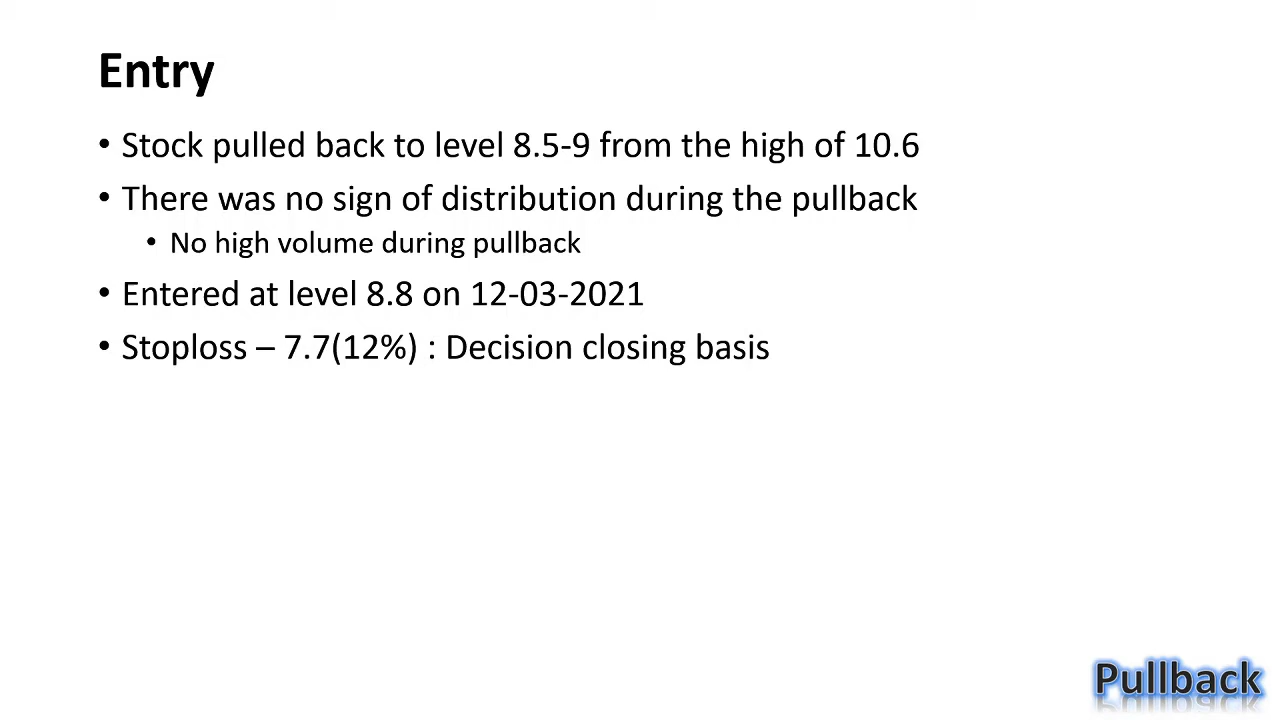 Entry
• Stock pulled back to level 8.5-9 from the high of 10.6
• There was no sign of distribution during the pullback
• No high volume during pullback
• Entered at level 8.8 on 12-03-2021
• Stoploss – 7.7(12%) : Decision closing basis
Pullback